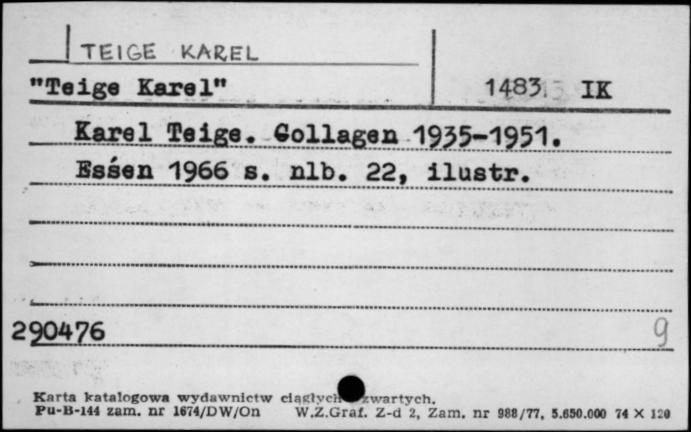 TEIGE KAREL
"Teige Karel" 1483 IK
Karel Teige. Gollagen 1935-1951.
Eśsen 1966 s. nlb. 22, ilustr.
290476 9
Karta katalogowa wydawnictw ciągłych zwartych.
Pu-B-144 zam. nr 1674/DW/On W.Z.Graf. Z-d 2, Zam. nr 988/77, 5.650.000 74 X 120